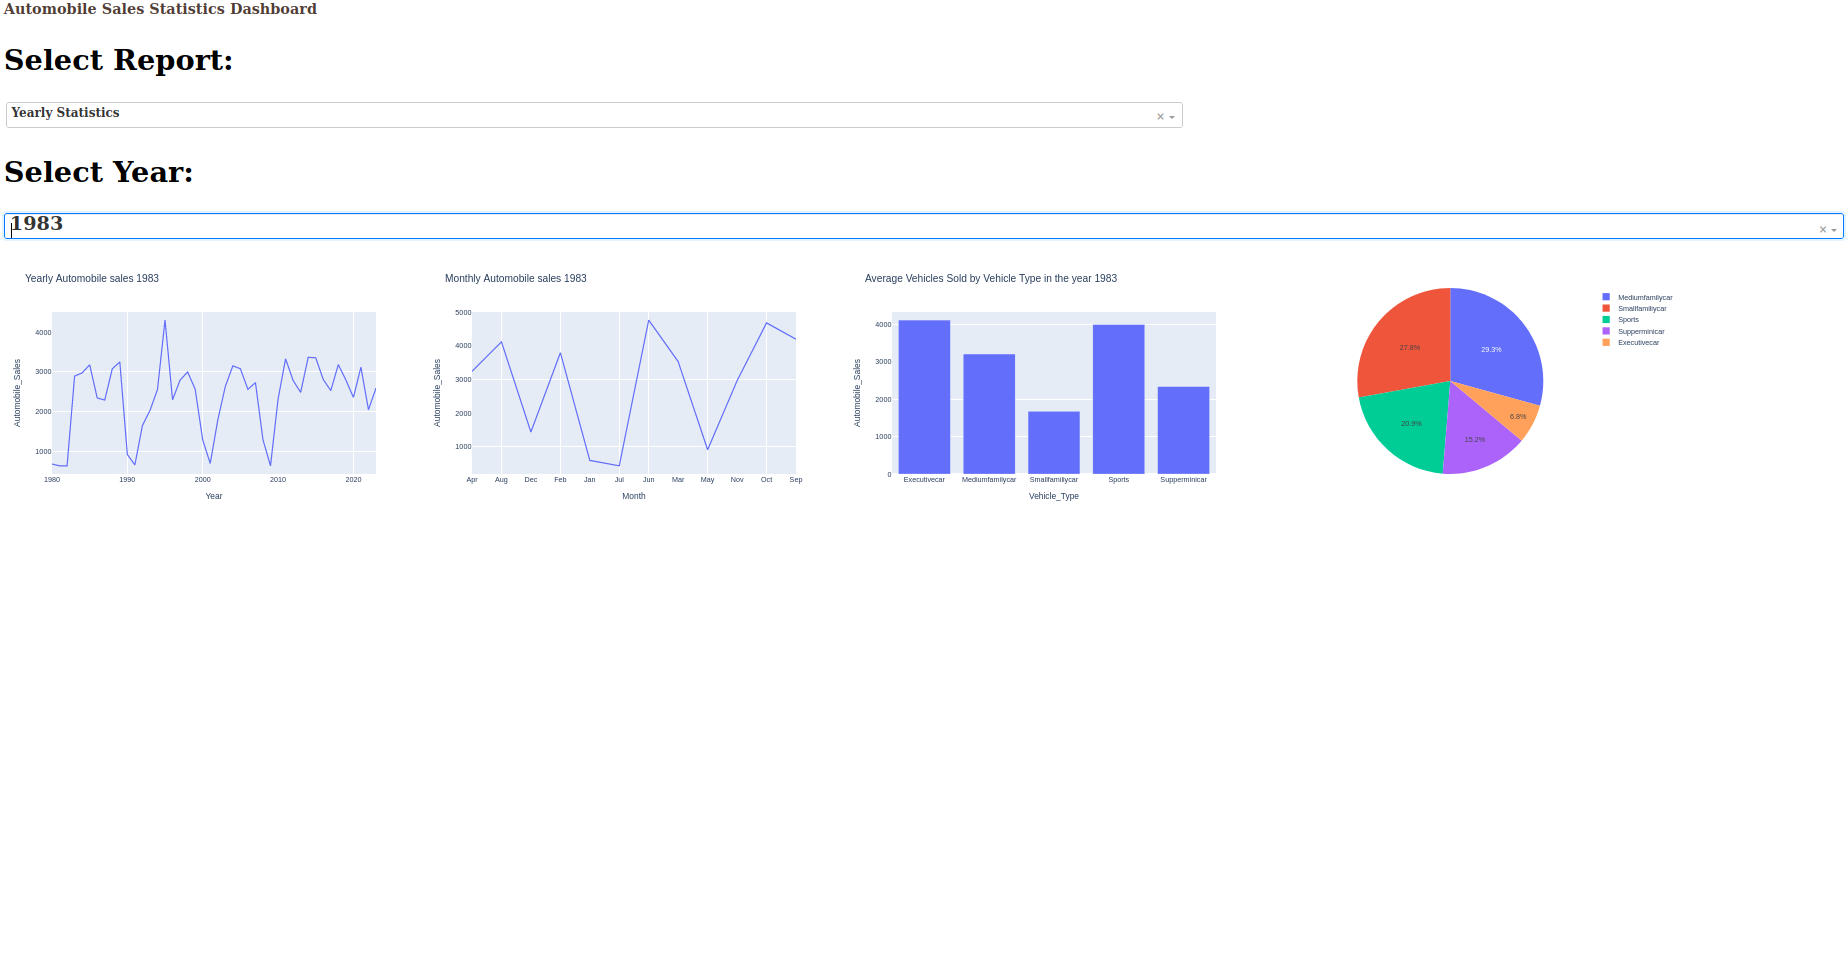 Automobile Sales Statistics Dashboard
Select Report:
Yearly Statistics
× 
Select Year:
1983
×
Yearly Automobile sales 1983
Automobile_Sales
4000
3000
2000
1000
1980 1990 2000 2010 2020
Year
Monthly Automobile sales 1983
Automobile_Sales
5000
4000
3000
2000
1000
Apr Aug Dec Feb Jan Jul Jun Mar May Nov Oct Sep
Month
Average Vehicles Sold by Vehicle Type in the year 1983
Automobile_Sales
4000
3000
2000
1000
0
Executivecar Mediumfamilycar Smallfamiliycar Sports Supperminicar
Vehicle_Type
27.8%
29.3%
20.9%
15.2%
6.8%
Mediumfamilycar
Smallfamiliycar
Sports
Supperminicar
Executivecar